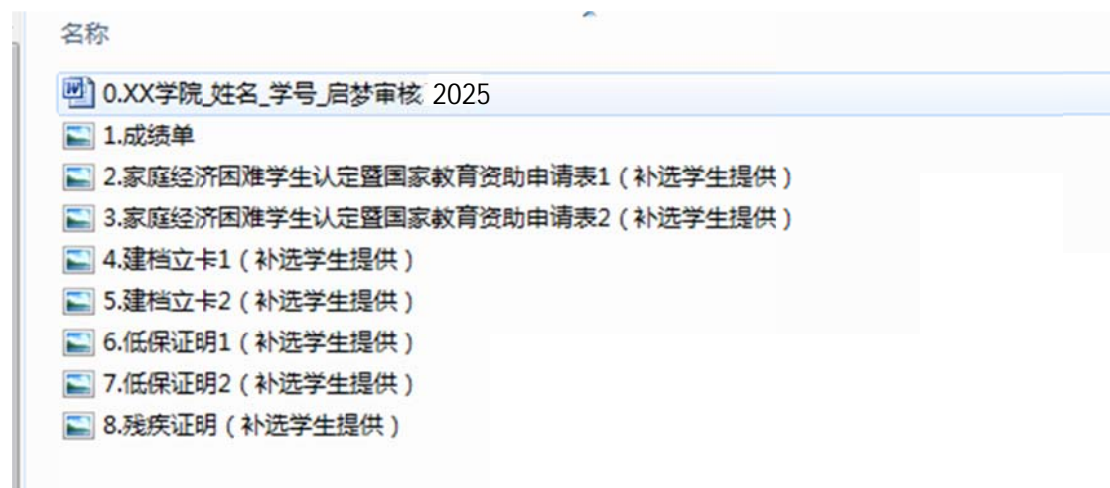 名称
0.XX学院_姓名_学号_启梦审核 2025
1.成绩单
2.家庭经济困难学生认定暨国家教育资助申请表1（补选学生提供）
3.家庭经济困难学生认定暨国家教育资助申请表2（补选学生提供）
4.建档立卡1（补选学生提供）
5.建档立卡2（补选学生提供）
6.低保证明1（补选学生提供）
7.低保证明2（补选学生提供）
8.残疾证明（补选学生提供）